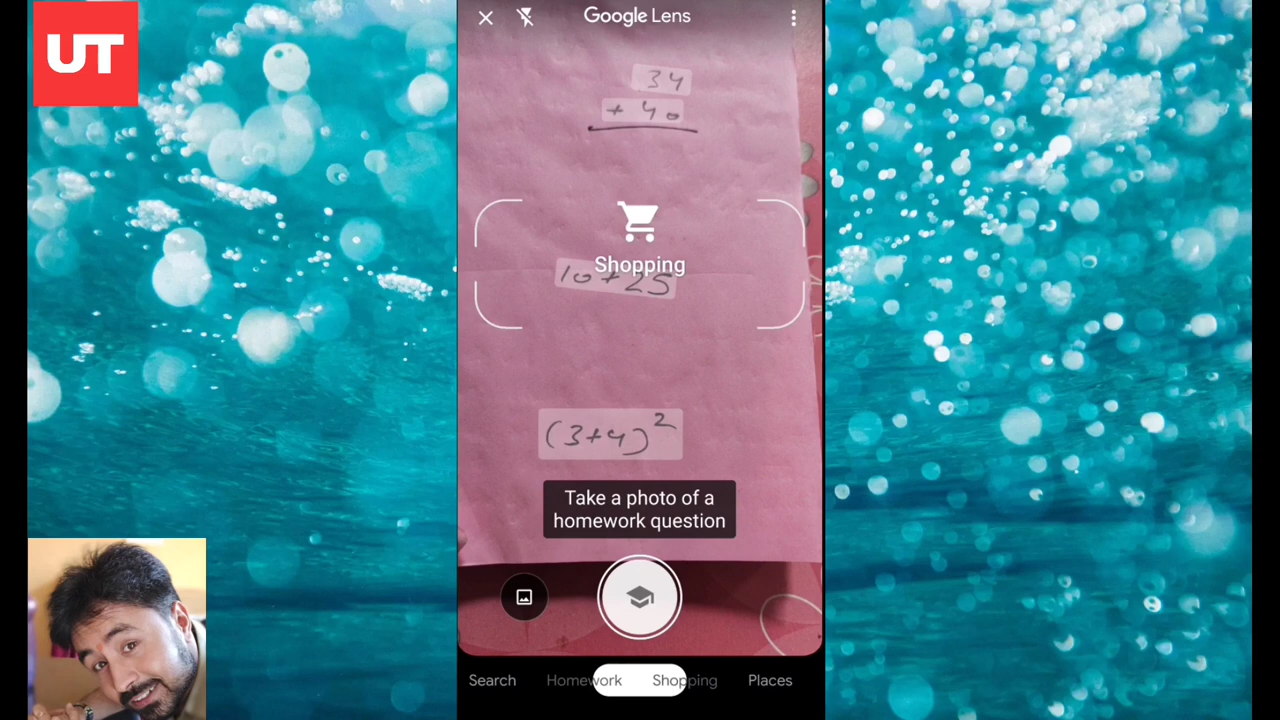 UT
Google Lens
34
+ 40
Shopping
10+25
(3+4)²
Take a photo of a
homework question
Search Homework Shopping Places